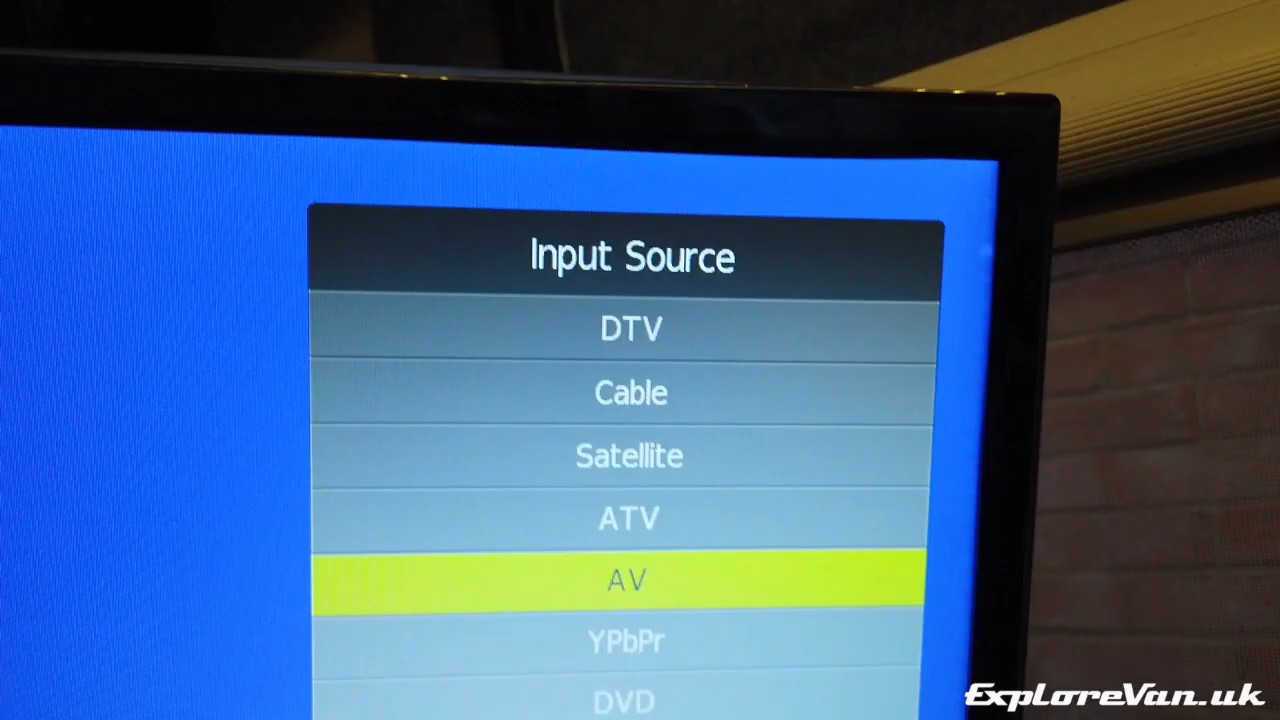 Input Source
DTV
Cable
Satellite
ATV
AV
YPbPr
DVD
ExploreVan.uk